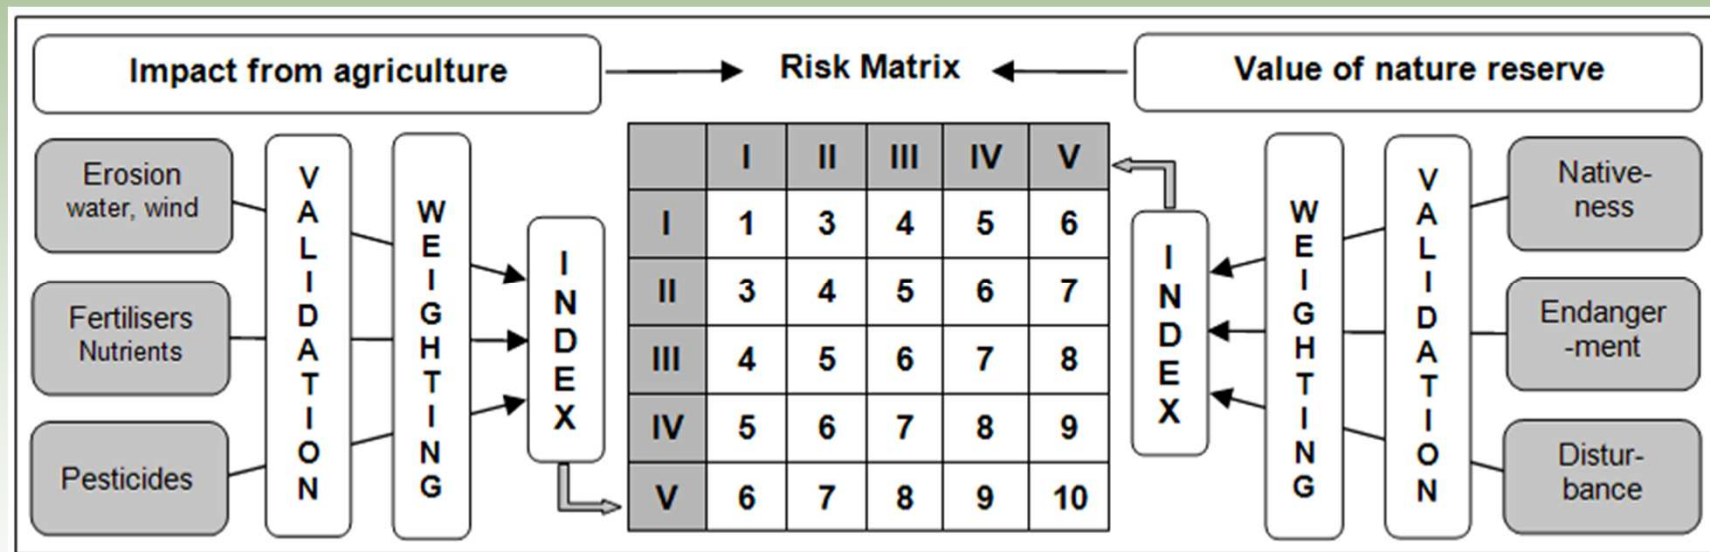 Impact from agriculture
Risk Matrix
Value of nature reserve
Erosion
water, wind
Fertilisers
Nutrients
Pesticides
VALIDATION
WEIGHTING
INDEX
I II III IV V
I 1 3 4 5 6
II 3 4 5 6 7
III 4 5 6 7 8
IV 5 6 7 8 9
V 6 7 8 9 10
INDEX
WEIGHTING
VALIDATION
Native-
ness
Endanger
-ment
Distur-
bance